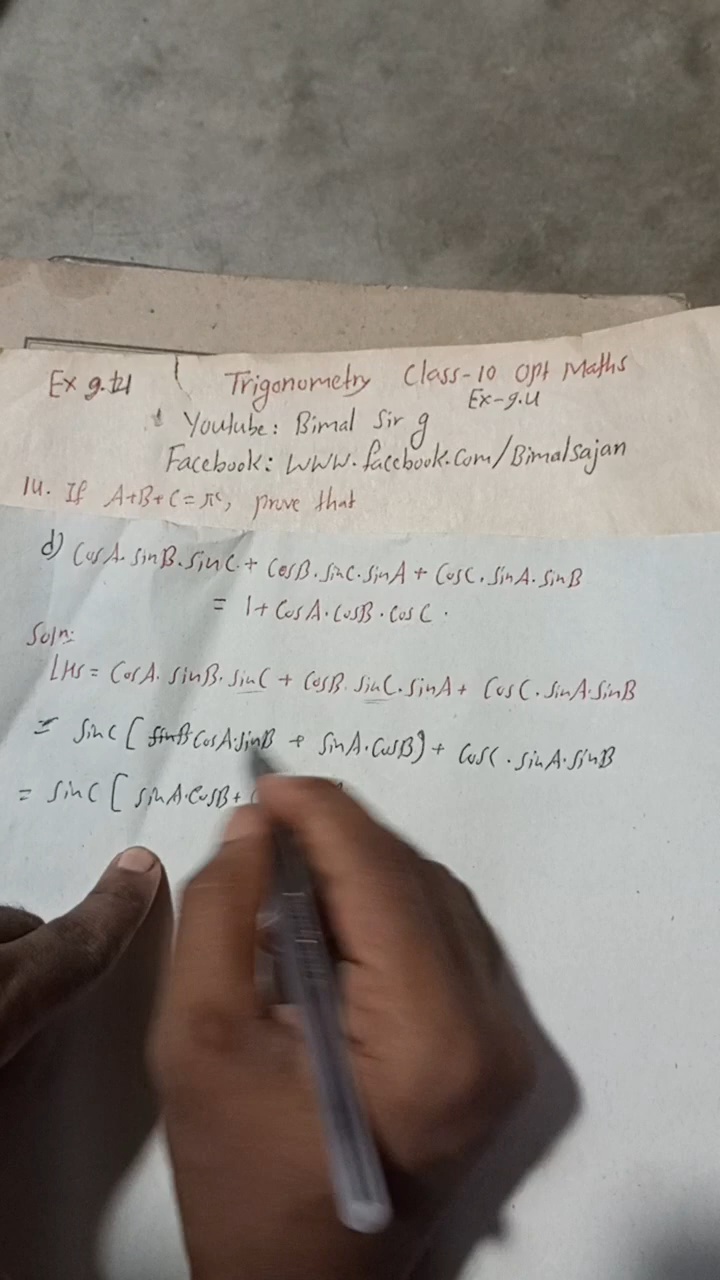 Ex 9.4 Trigonometry Class-10 Opt Maths
Ex-9.4
Youtube: Bimal Sir g
Facebook: WWW.facebook.com/Bimalsajan
14. If A+B+C=πᶜ, prove that
d) CosA.SinB.SinC + CosB.SinC.SinA + CosC.SinA.SinB
= 1+CosA.CosB.CosC.
Soln:
LHS = CosA.SinB.SinC + CosB.SinC.SinA + CosC.SinA.SinB
= SinC[CosA.SinB + SinA.CosB] + CosC.SinA.SinB
= SinC[SinA.CosB+